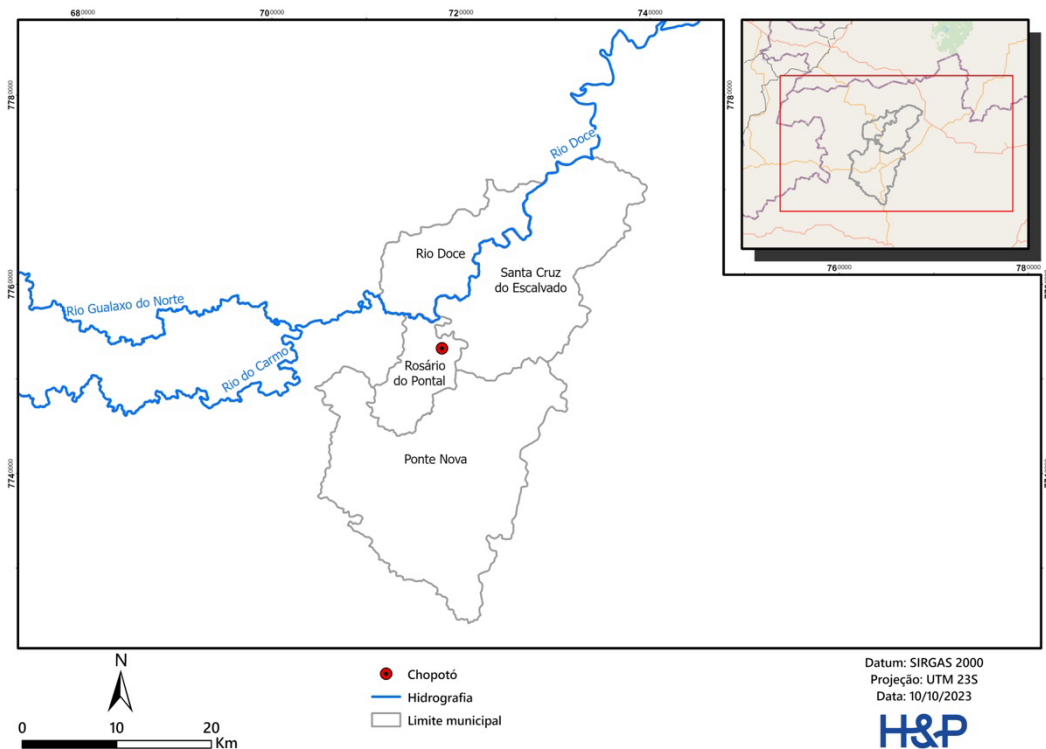 680000
700000
720000
740000
7780000
7780000
Rio Doce
Rio Doce
Santa Cruz
do Escalvado
760000
780000
7760000
Rio Gualaxo do Norte
Rio do Carmo
Rosário
do Pontal
Ponte Nova
7740000
N
0 10 20
Km
Chopotó
Hidrografia
Limite municipal
Datum: SIRGAS 2000
Projeção: UTM 23S
Data: 10/10/2023
H&P